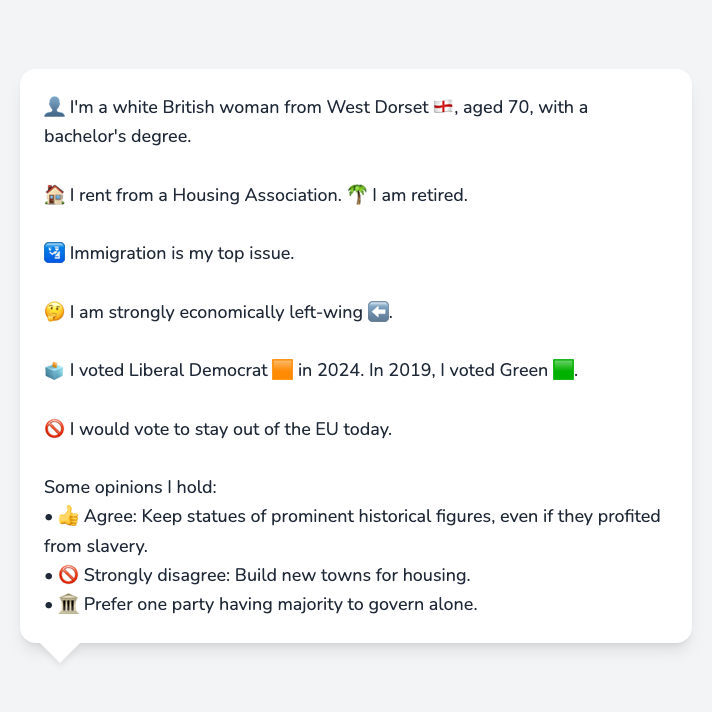 👤 I'm a white British woman from West Dorset 🏴󠁧󠁢󠁥󠁮󠁧󠁿, aged 70, with a
bachelor's degree.
🏠 I rent from a Housing Association. 🌴 I am retired.
🛂 Immigration is my top issue.
🤔 I am strongly economically left-wing ⬅️.
🗳️ I voted Liberal Democrat 🟧 in 2024. In 2019, I voted Green 🟩.
🚫 I would vote to stay out of the EU today.
Some opinions I hold:
• 👍 Agree: Keep statues of prominent historical figures, even if they profited
from slavery.
• 🚫 Strongly disagree: Build new towns for housing.
• 🏛️ Prefer one party having majority to govern alone.